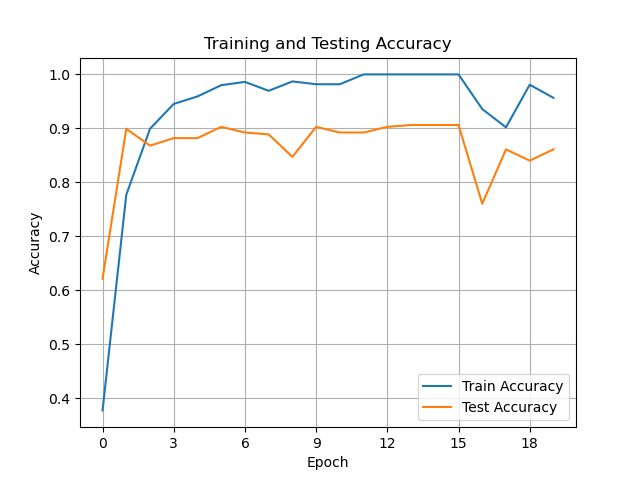 Training and Testing Accuracy
1.0
0.9
0.8
0.7
0.6
0.5
0.4
Accuracy
0 3 6 9 12 15 18
Epoch
Train Accuracy
Test Accuracy